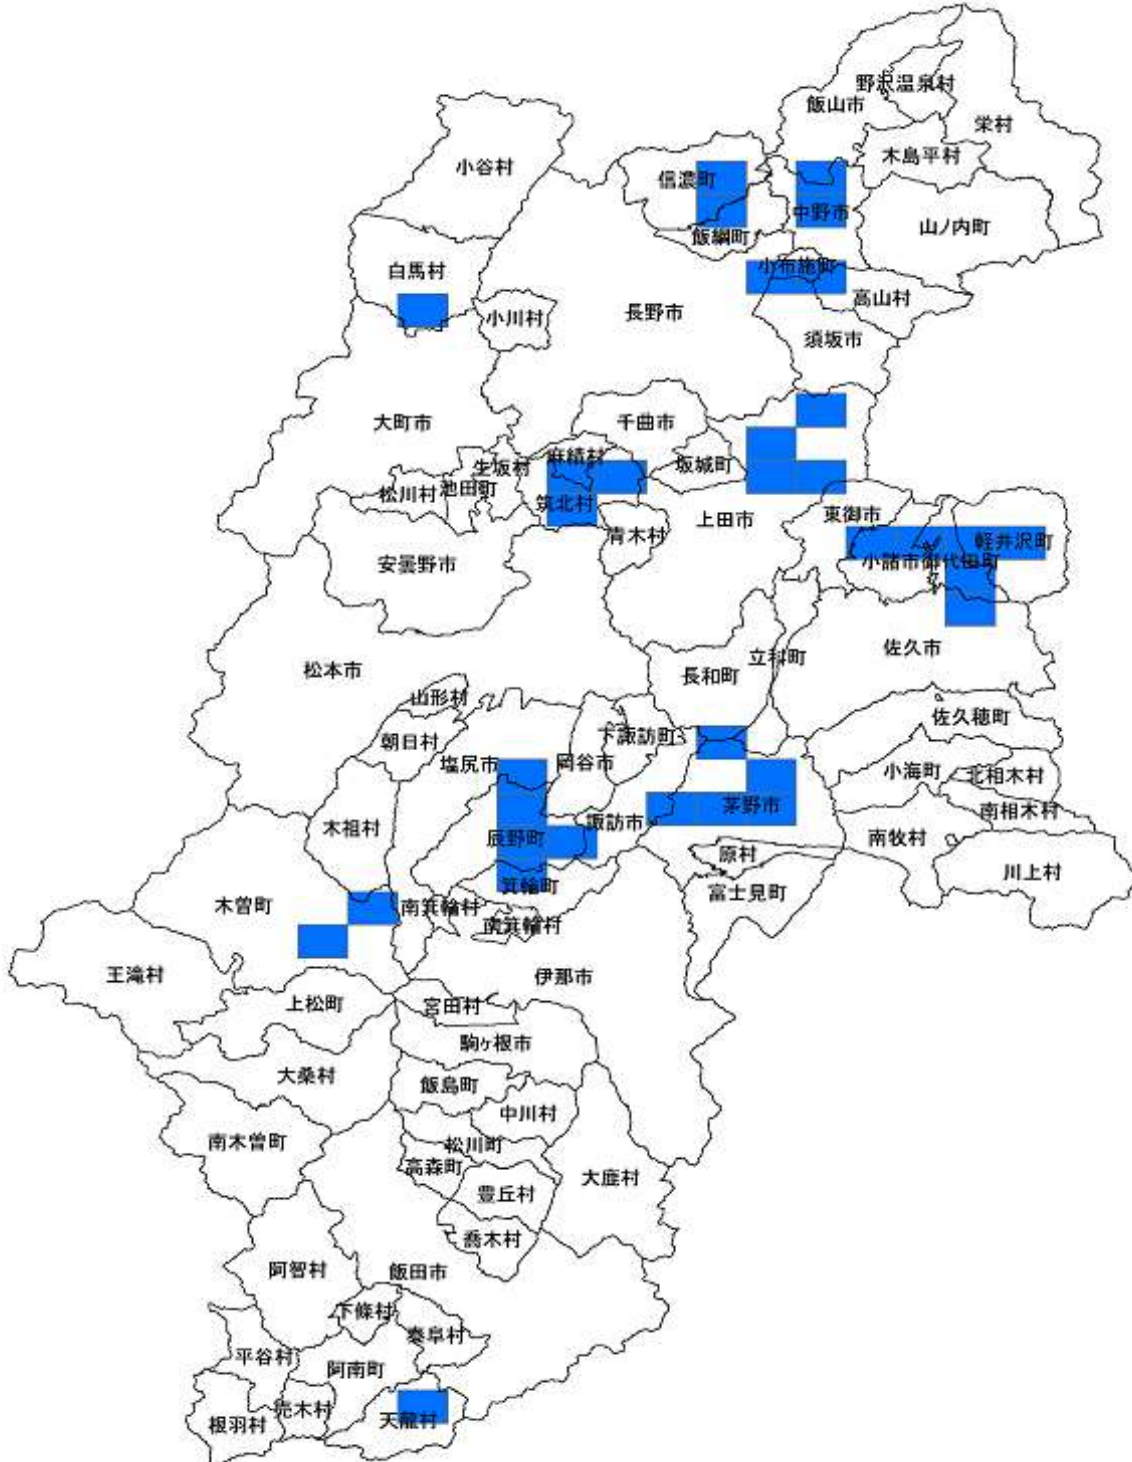 野沢温泉村
飯山市
栄村
木島平村
小谷村
信濃町
中野市
山ノ内町
飯綱町
白馬村
小布施町
高山村
小川村
長野市
須坂市
大町市
千曲市
麻績村
坂城町
生坂村
池田町
松川村
筑北村
上田市
東御市
青木村
軽井沢町
安曇野市
小諸市
御代田町
佐久市
立科町
松本市
長和町
山形村
佐久穂町
朝日村
下諏訪町
塩尻市
岡谷市
小海町
北相木村
茅野市
南相木村
木祖村
諏訪市
辰野町
南牧村
原村
川上村
箕輪町
富士見町
木曽町
南箕輪村
南箕輪村
王滝村
伊那市
上松町
宮田村
駒ヶ根市
大桑村
飯島町
中川村
南木曽町
松川町
高森町
大鹿村
豊丘村
喬木村
阿智村
飯田市
下條村
泰阜村
平谷村
阿南町
売木村
天龍村
根羽村